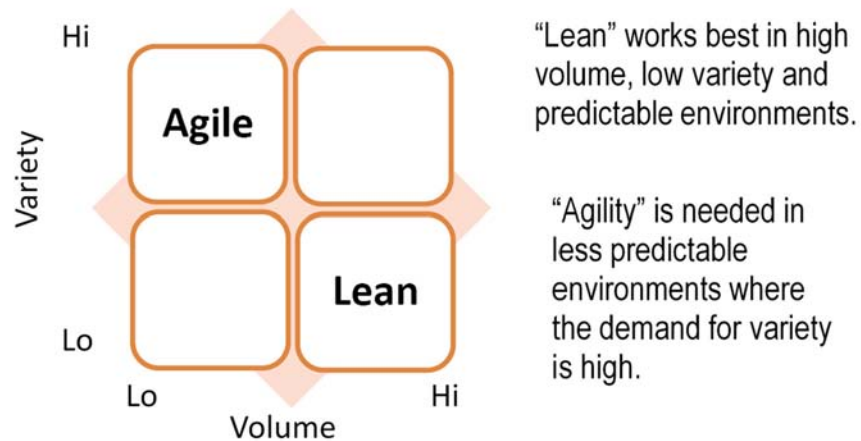 Hi
Agile
Variety
Lean
Lo
Lo
Hi
Volume
“Lean” works best in high
volume, low variety and
predictable environments.
“Agility” is needed in
less predictable
environments where
the demand for variety
is high.